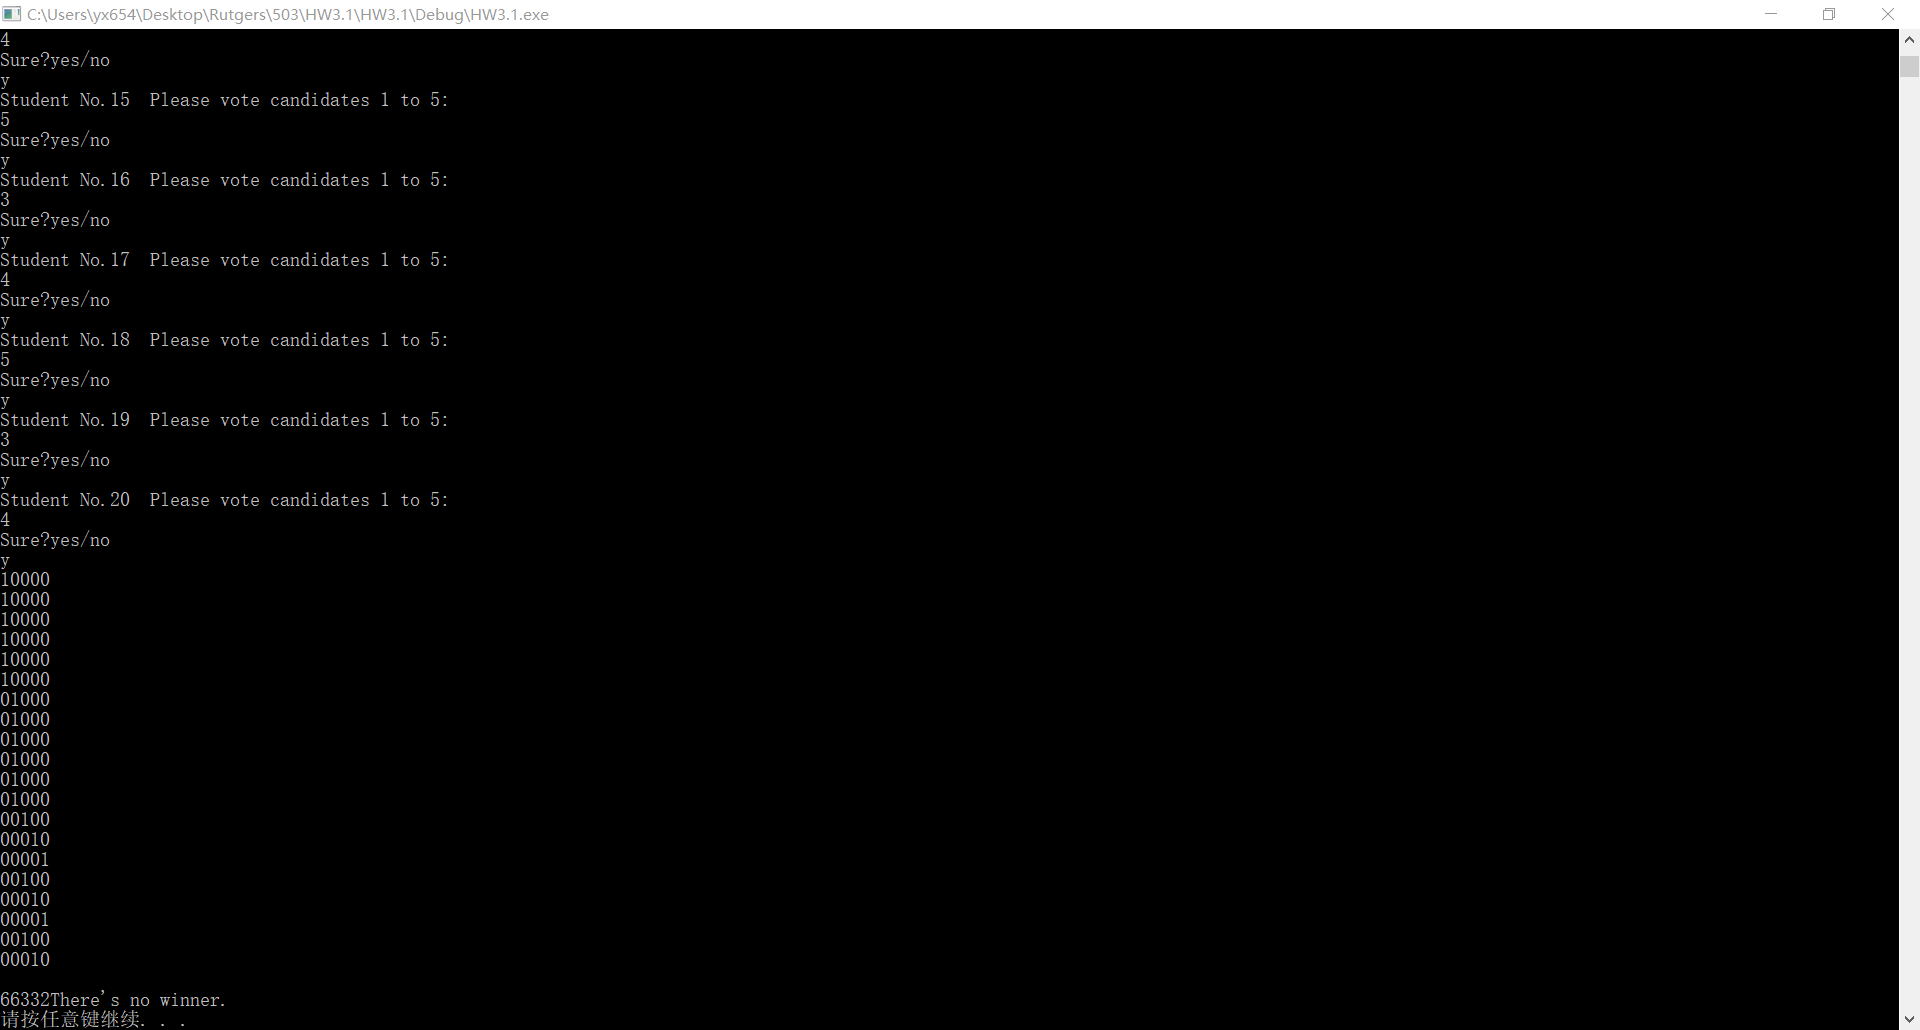 C:\Users\yx654\Desktop\Rutgers\503\HW3.1\HW3.1\Debug\HW3.1.exe
4
Sure?yes/no
y
Student No.15  Please vote candidates 1 to 5:
5
Sure?yes/no
y
Student No.16  Please vote candidates 1 to 5:
3
Sure?yes/no
y
Student No.17  Please vote candidates 1 to 5:
4
Sure?yes/no
y
Student No.18  Please vote candidates 1 to 5:
5
Sure?yes/no
y
Student No.19  Please vote candidates 1 to 5:
3
Sure?yes/no
y
Student No.20  Please vote candidates 1 to 5:
4
Sure?yes/no
y
10000
10000
10000
10000
10000
10000
01000
01000
01000
01000
01000
01000
00100
00010
00001
00100
00010
00001
00100
00010
66332There's no winner.
请按任意键继续. . .